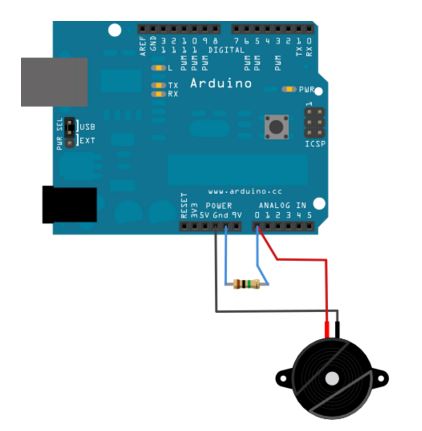 AREF
GND
13
12
11
10
9
8
7
6
5
4
3
2
TX 1
RX 0
PWM
PWM
PWM
PWM
PWM
PWM
DIGITAL
L
Arduino
TX
RX
PWR
1
PWR SEL
USB
EXT
ICSP
www.arduino.cc
POWER
ANALOG IN
RESET
3V3
5V Gnd 9V
0 1 2 3 4 5